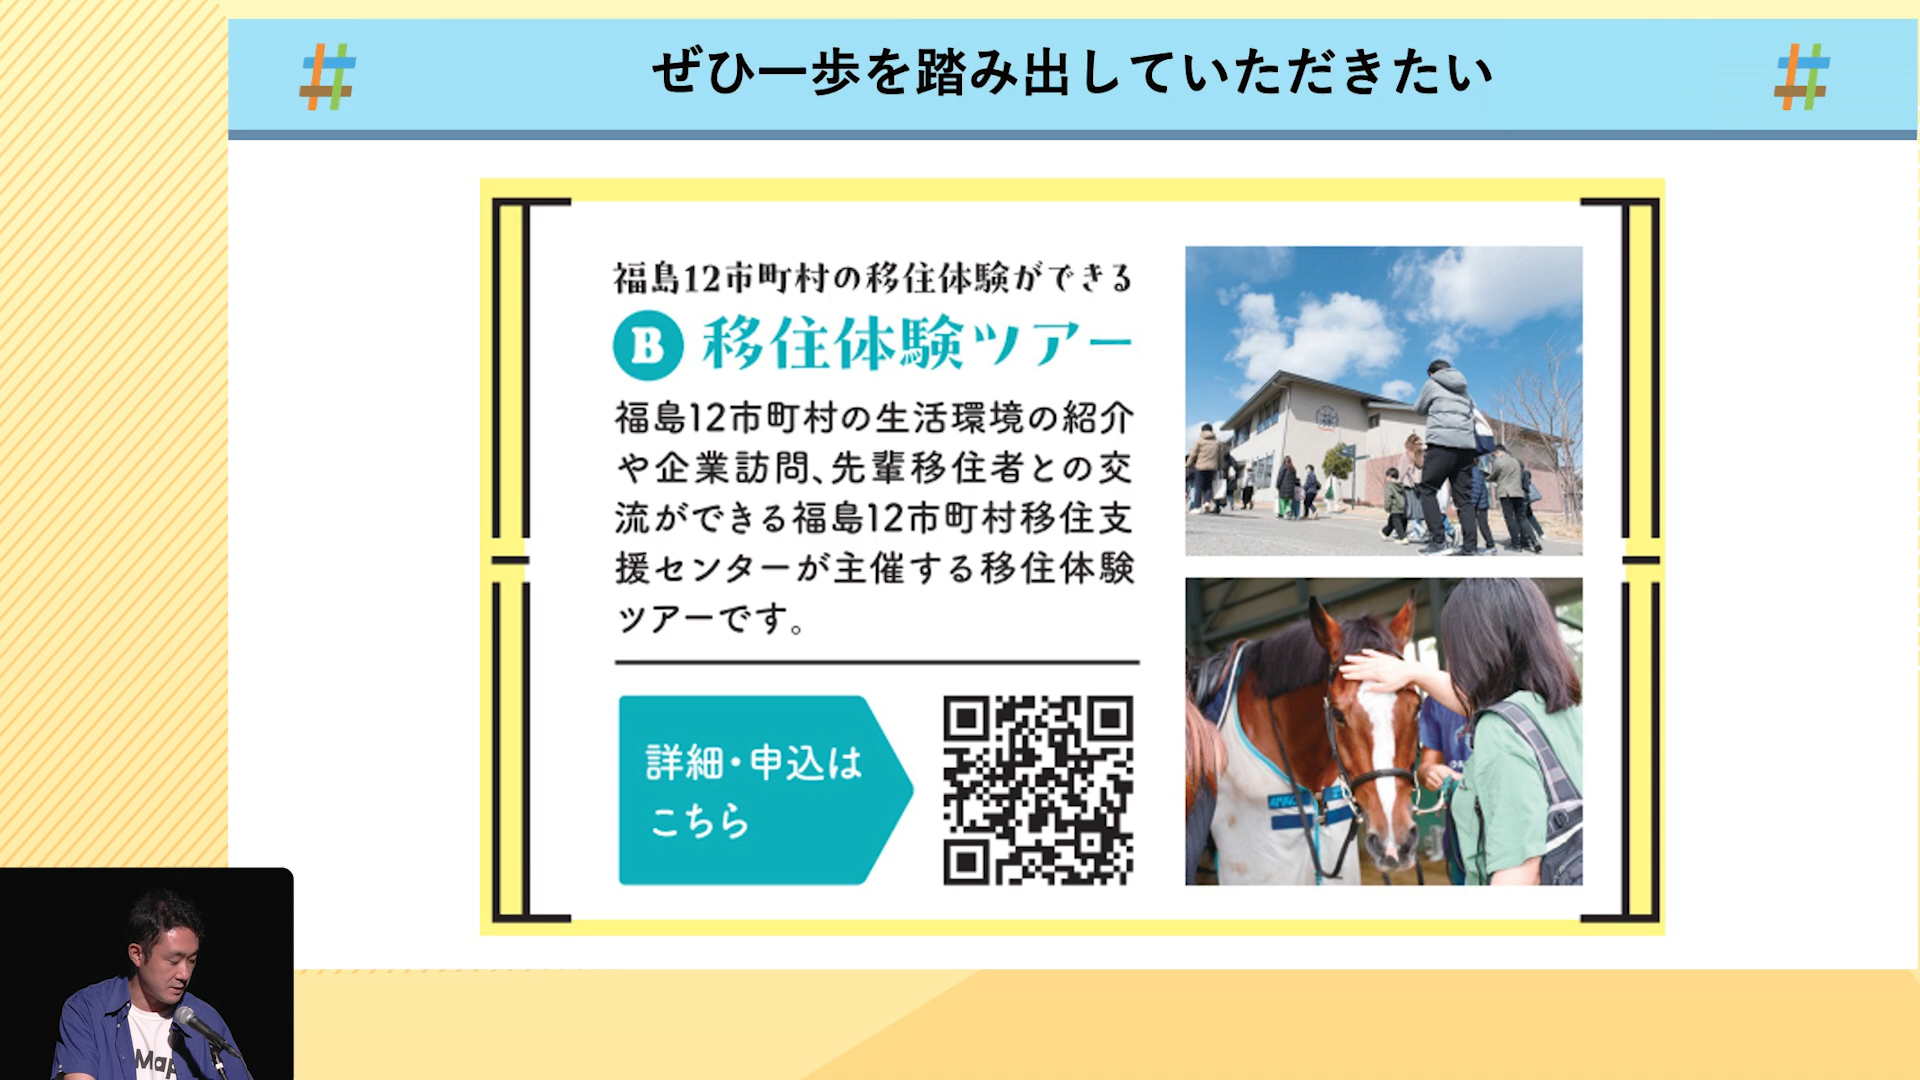 ぜひ一歩を踏み出していただきたい
福島12市町村の移住体験ができる
B 移住体験ツアー
福島12市町村の生活環境の紹介
や企業訪問、先輩移住者との交
流ができる福島12市町村移住支
援センターが主催する移住体験
ツアーです。
詳細・申込は
こちら
Map